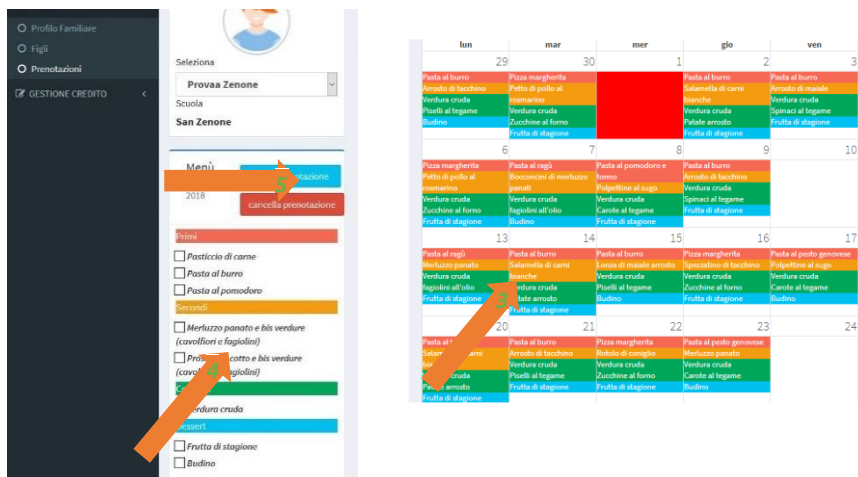 Profilo Familiare
Figli
Prenotazioni
GESTIONE CREDITO
Seleziona
Provaa Zenone
Scuola
San Zenone
Menù
2018
5
cancella prenotazione
Primi
Pasticcio di carne
Pasta al burro
Pasta al pomodoro
Secondi
Merluzzo panato e bis verdure
(cavolfiori e fagiolini)
cotto e bis verdure
4
Verdura cruda
Dessert
Frutta di stagione
Budino
lun mar mer gio ven
29 30 1 2 3
Pasta al burro Pizza margherita Pasta al burro Pasta al burro
Arrosto di tacchino Petto di pollo al Salamella di carni Arrosto di maiale
Verdura cruda rosmarino bianche Verdura cruda
Piselli al tegame Verdura cruda Verdura cruda Spinaci al tegame
Budino Zucchine al forno Patate arrosto Frutta di stagione
Frutta di stagione Frutta di stagione
6 7 8 9 10
Pizza margherita Pasta al ragù Pasta al pomodoro e Pasta al burro
Petto di pollo al Bocconcini di merluzzo tonno Arrosto di tacchino
rosmarino panati Polpettine al sugo Verdura cruda
Verdura cruda Verdura cruda Verdura cruda Spinaci al tegame
Zucchine al forno fagiolini all'olio Carote al tegame Frutta di stagione
Frutta di stagione Budino Frutta di stagione
13 14 15 16 17
Pasta al ragù Pasta al burro Pasta al burro Pizza margherita Pasta al pesto genovese
Merluzzo panato Salamella di carni Lonza di maiale arrosto Spezzatino di tacchino Polpettine al sugo
Verdura cruda bianche Verdura cruda Verdura cruda Verdura cruda
fagiolini all'olio Verdura cruda Piselli al tegame Zucchine al forno Carote al tegame
Frutta di stagione arrosto Budino Frutta di stagione Budino
3
Frutta di stagione
20 21 22 23 24
Pasta al Pasta al burro Pizza margherita Pasta al pesto genovese
Arrosto di tacchino Rotolo di coniglio Merluzzo panato
Verdura cruda Verdura cruda Verdura cruda
cruda Piselli al tegame Zucchine al forno Carote al tegame
arrosto Frutta di stagione Frutta di stagione Budino
Frutta di stagione